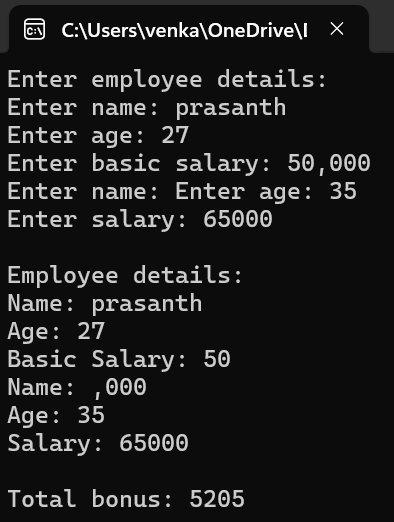 C:\Users\venka\OneDrive\I
Enter employee details:
Enter name: prasanth
Enter age: 27
Enter basic salary: 50,000
Enter name: Enter age: 35
Enter salary: 65000
Employee details:
Name: prasanth
Age: 27
Basic Salary: 50
Name: ,000
Age: 35
Salary: 65000
Total bonus: 5205